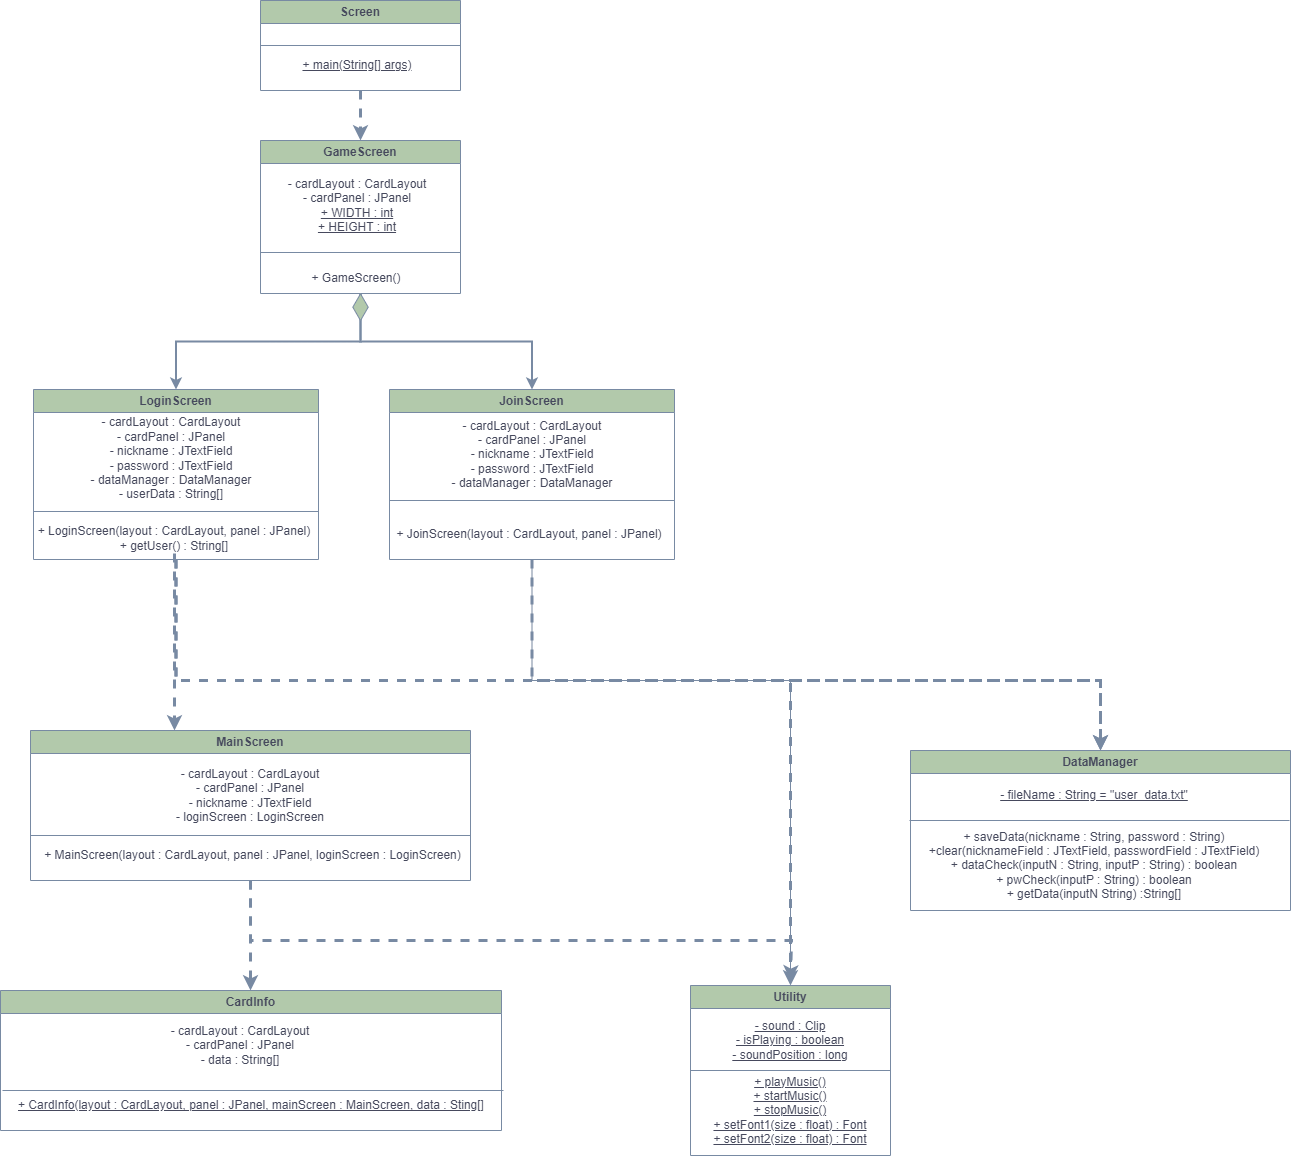 Screen
+ main(String[] args)
GameScreen
- cardLayout : CardLayout
- cardPanel : JPanel
+ WIDTH : int
+ HEIGHT : int
+ GameScreen()
LoginScreen
- cardLayout : CardLayout
- cardPanel : JPanel
- nickname : JTextField
- password : JTextField
- dataManager : DataManager
- userData : String[]
+ LoginScreen(layout : CardLayout, panel : JPanel)
+ getUser() : String[]
JoinScreen
- cardLayout : CardLayout
- cardPanel : JPanel
- nickname : JTextField
- password : JTextField
- dataManager : DataManager
+ JoinScreen(layout : CardLayout, panel : JPanel)
MainScreen
- cardLayout : CardLayout
- cardPanel : JPanel
- nickname : JTextField
- loginScreen : LoginScreen
+ MainScreen(layout : CardLayout, panel : JPanel, loginScreen : LoginScreen)
DataManager
- fileName : String = "user_data.txt"
+ saveData(nickname : String, password : String)
+clear(nicknameField : JTextField, passwordField : JTextField)
+ dataCheck(inputN : String, inputP : String) : boolean
+ pwCheck(inputP : String) : boolean
+ getData(inputN String) :String[]
CardInfo
- cardLayout : CardLayout
- cardPanel : JPanel
- data : String[]
+ CardInfo(layout : CardLayout, panel : JPanel, mainScreen : MainScreen, data : Sting[]
Utility
- sound : Clip
- isPlaying : boolean
- soundPosition : long
+ playMusic()
+ startMusic()
+ stopMusic()
+ setFont1(size : float) : Font
+ setFont2(size : float) : Font